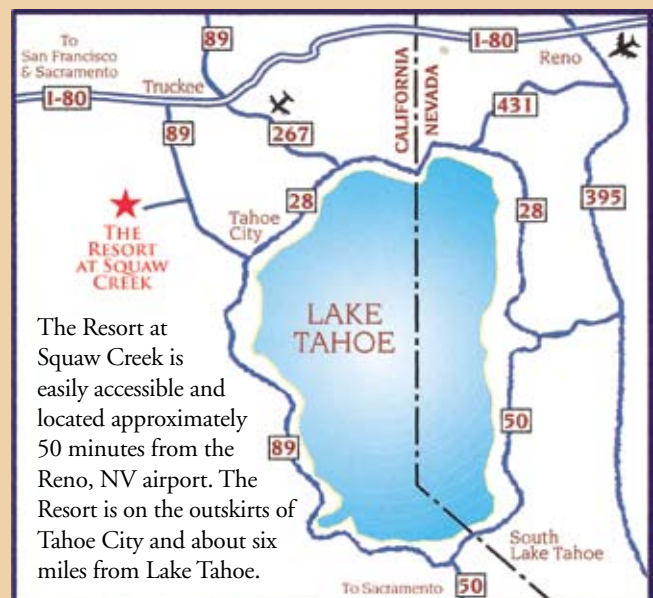 89
I-80
To
San Francisco
& Sacramento
Reno
Truckee
I-80
CALIFORNIA
NEVADA
431
89
267
28
28
395
THE
RESORT
AT SQUAW
CREEK
Tahoe
City
LAKE
TAHOE
The Resort at
Squaw Creek is
easily accessible and
located approximately
50 minutes from the
Reno, NV airport. The
Resort is on the outskirts of
Tahoe City and about six
miles from Lake Tahoe.
50
89
South
Lake Tahoe
To Sacramento
50